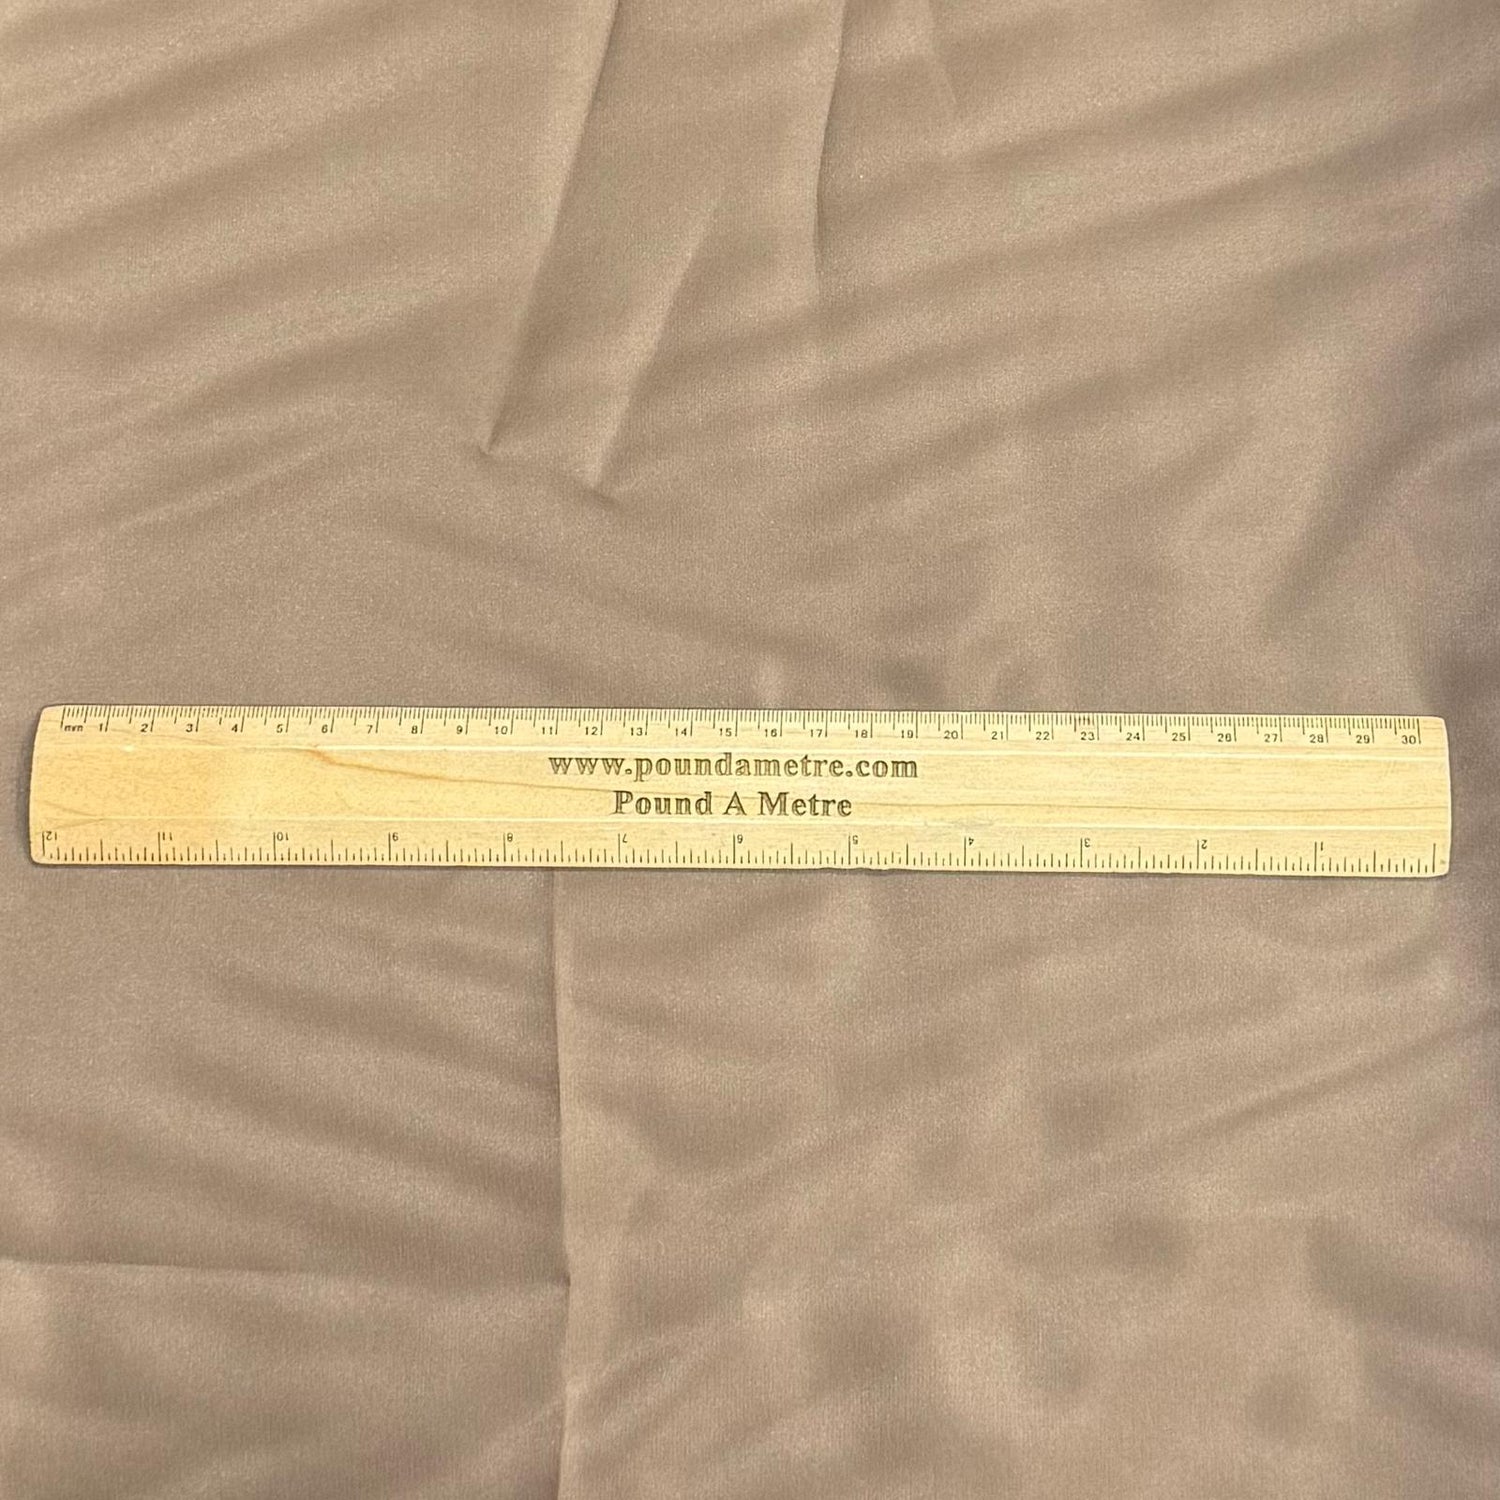 mm 1 2 3 4 5 6 7 8 9 10 11 12 13 14 15 16 17 18 19 20 21 22 23 24 25 26 27 28 29 30
www.poundametre.com
Pound A Metre
12 11 10 9 8 7 6 5 4 3 2 1